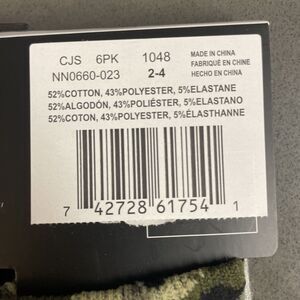 CJS 6PK 1048 MADE IN CHINA
FABRIQUÉ EN CHINE
NN0660-023 2-4 HECHO EN CHINA
52%COTTON, 43%POLYESTER, 5%ELASTANE
52%ALGODÓN, 43%POLIÉSTER, 5%ELASTANO
52%COTON, 43%POLYESTER, 5%ÉLASTHANNE
7 42728 61754 1